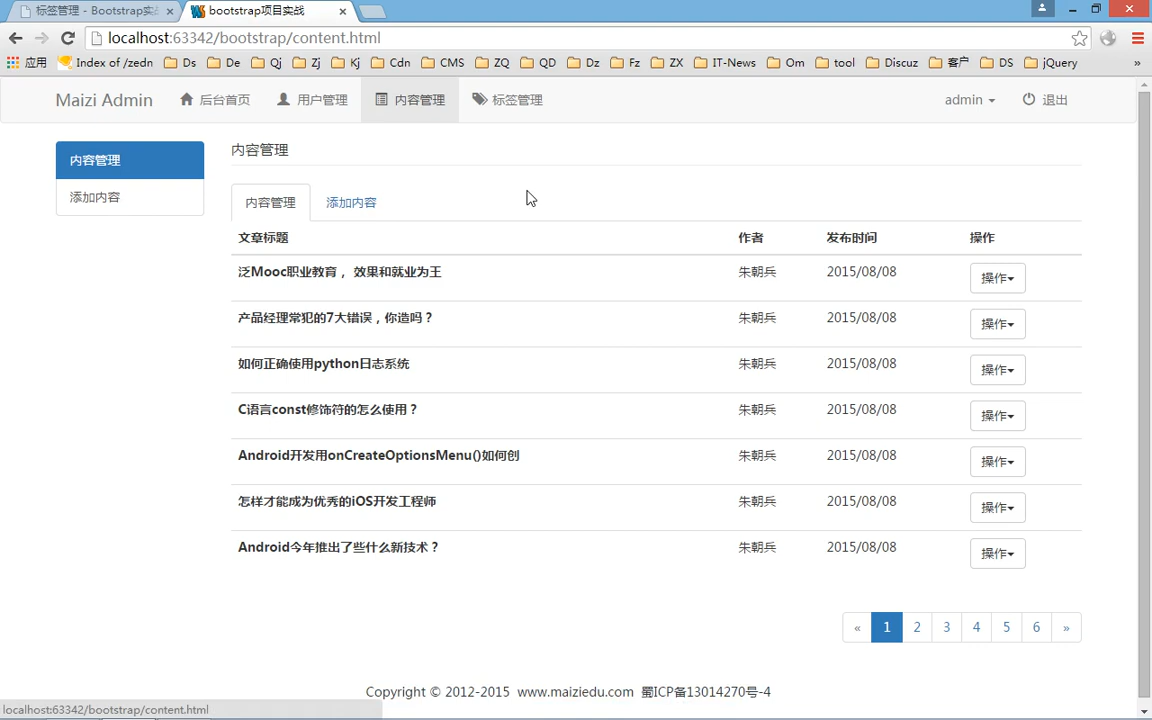 标签管理 - Bootstrap实
bootstrap项目实战
localhost:63342/bootstrap/content.html
应用 Index of /zedn Ds De Qj Zj Kj Cdn CMS ZQ QD Dz Fz ZX IT-News Om tool Discuz 客户 DS jQuery »
Maizi Admin 后台首页 用户管理 内容管理 标签管理 admin 退出
内容管理
添加内容
内容管理
内容管理 添加内容
文章标题 作者 发布时间 操作
泛Mooc职业教育， 效果和就业为王 朱朝兵 2015/08/08 操作
产品经理常犯的7大错误，你造吗？ 朱朝兵 2015/08/08 操作
如何正确使用python日志系统 朱朝兵 2015/08/08 操作
C语言const修饰符的怎么使用？ 朱朝兵 2015/08/08 操作
Android开发用onCreateOptionsMenu()如何创 朱朝兵 2015/08/08 操作
怎样才能成为优秀的iOS开发工程师 朱朝兵 2015/08/08 操作
Android今年推出了些什么新技术？ 朱朝兵 2015/08/08 操作
« 1 2 3 4 5 6 »
Copyright © 2012-2015 www.maiziedu.com 蜀ICP备13014270号-4
localhost:63342/bootstrap/content.html